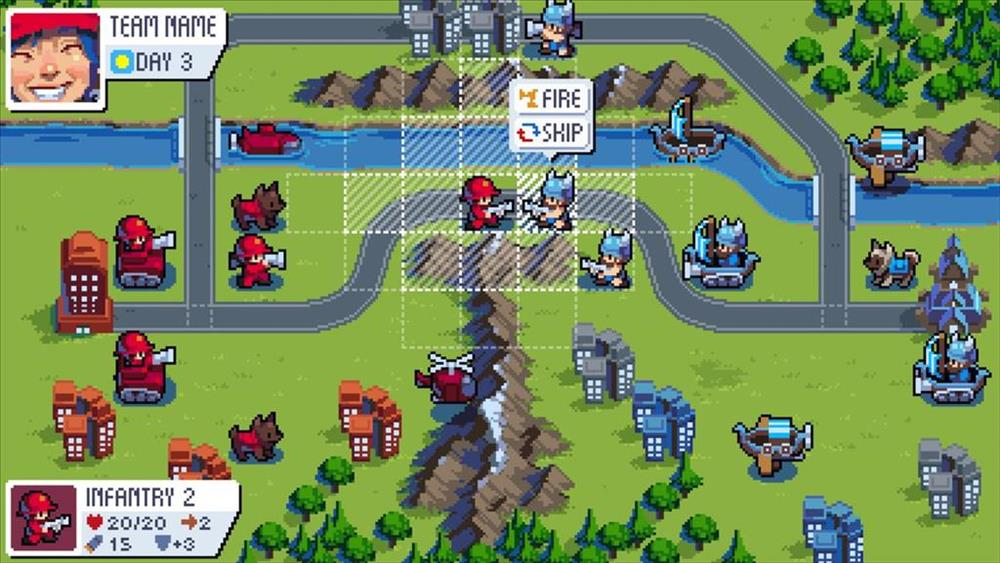 TEAM NAME
DAY 3
FIRE
SKIP
INFANTRY 2
20/20 2
15 +3